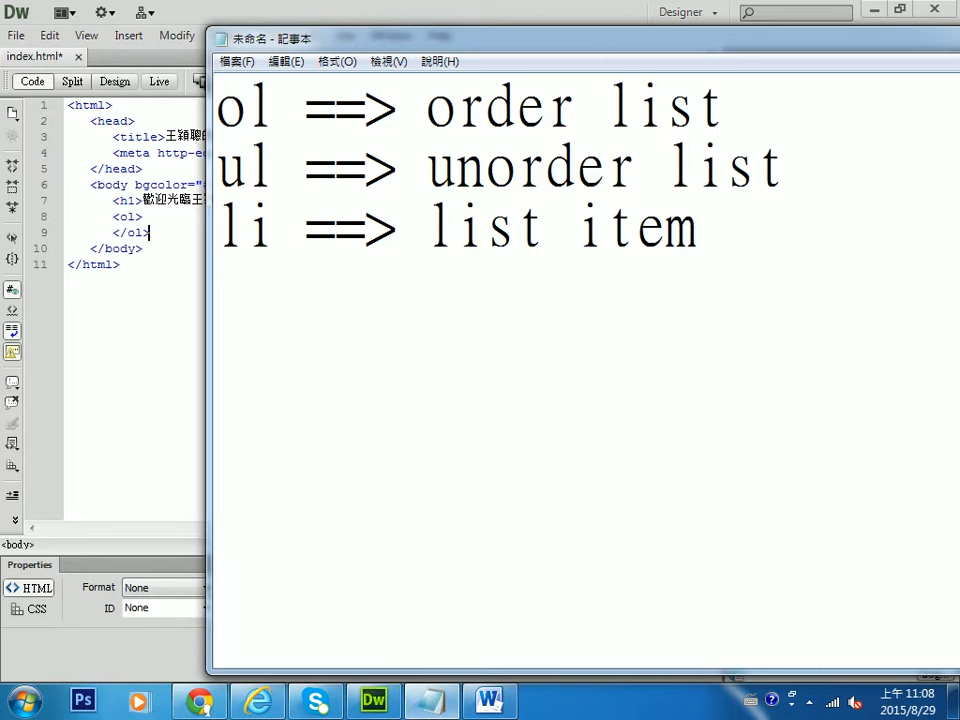 Dw
Designer
File Edit View Insert Modify
index.html* ×
Code Split Design Live
1 <html>
2 <head>
3 <title>王穎聰
4 <meta http-e
5 </head>
6 <body bgcolor="
7 <h1>歡迎光臨王
8 <ol>
9 </ol>
10 </body>
11 </html>
<body>
Properties
<> HTML Format None
CSS ID None
未命名 - 記事本
檔案(F) 編輯(E) 格式(O) 檢視(V) 說明(H)
ol ==> order list
ul ==> unorder list
li ==> list item
Ps Dw W
上午 11:08
2015/8/29